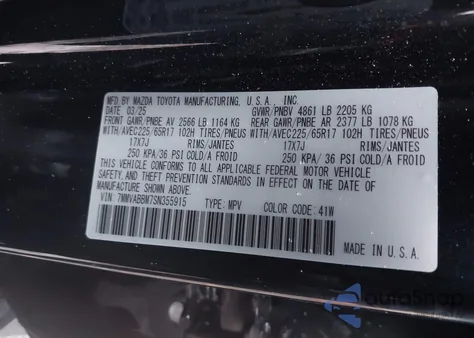 MFD. BY MAZDA TOYOTA MANUFACTURING, U.S.A., INC.
DATE 03/25 GVWR/PNBV 4861 LB 2205 KG
FRONT GAWR/PNBE AV 2566 LB 1164 KG REAR GAWR/PNBE AR 2377 LB 1078 KG
WITH/AVEC225/65R17 102H TIRES/PNEUS WITH/AVEC225/65R17 102H TIRES/PNEUS
17X7J RIMS/JANTES 17X7J RIMS/JANTES
250 KPA/ 36 PSI COLD/FROID 250 KPA/ 36 PSI COLD/FROID
THIS VEHICLE CONFORMS TO ALL APPLICABLE FEDERAL MOTOR VEHICLE
SAFETY AND THEFT PREVENTION STANDARDS IN EFFECT ON THE DATE OF
MANUFACTURE SHOWN ABOVE.
VIN: 7MMVABBM7SN355915 TYPE: MPV COLOR CODE: 41W
MADE IN U.S.A.
AutoSnap